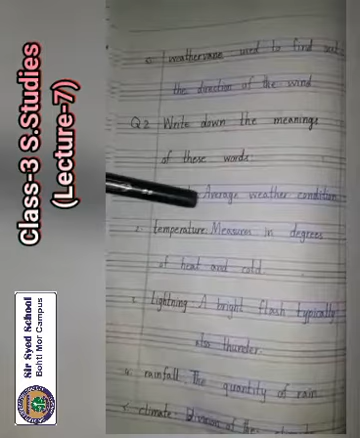 Class-3 S.Studies
(Lecture-7)
Sir Syed School
Bohti Mor Campus
weathervane used to find out
the direction of the wind
Q2 Write down the meanings
of these words:
Average weather condition
2. temperature: Measure in degrees
of heat and cold.
3. Lightning A bright flash typically
also thunder.
4. rainfall The quantity of rain
5. climate- Division of